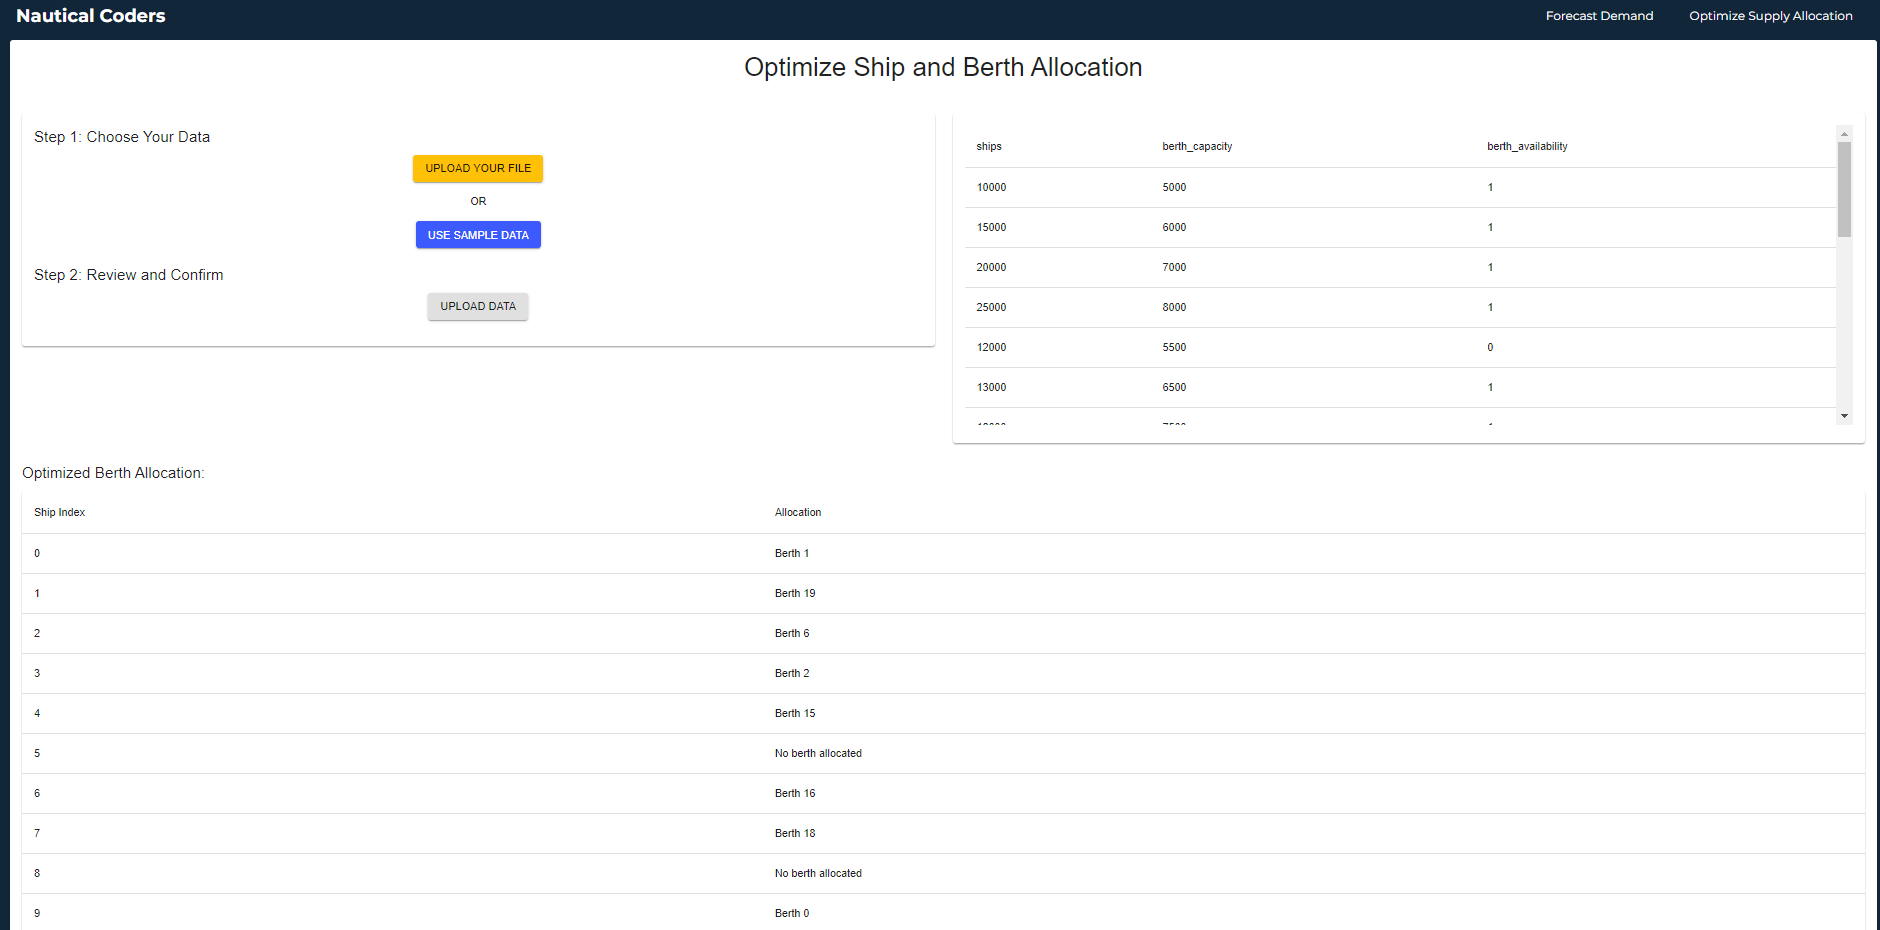 Nautical Coders
Forecast Demand
Optimize Supply Allocation
Optimize Ship and Berth Allocation
Step 1: Choose Your Data
UPLOAD YOUR FILE
OR
USE SAMPLE DATA
Step 2: Review and Confirm
UPLOAD DATA
ships berth_capacity berth_availability
10000 5000 1
15000 6000 1
20000 7000 1
25000 8000 1
12000 5500 0
13000 6500 1
Optimized Berth Allocation:
Ship Index Allocation
0 Berth 1
1 Berth 19
2 Berth 6
3 Berth 2
4 Berth 15
5 No berth allocated
6 Berth 16
7 Berth 18
8 No berth allocated
9 Berth 0